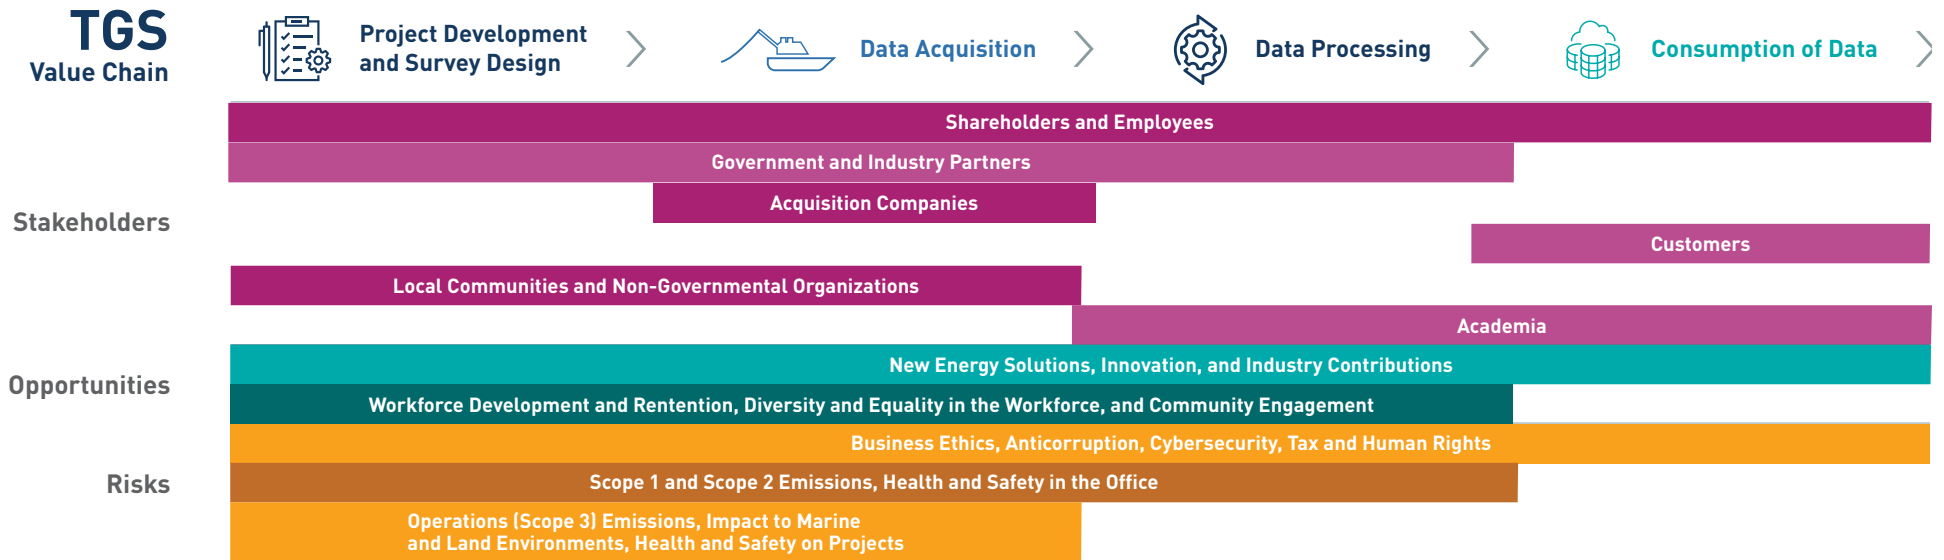 TGS
Value Chain
Project Development
and Survey Design
Data Acquisition
Data Processing
Consumption of Data
Stakeholders
Shareholders and Employees
Government and Industry Partners
Acquisition Companies
Customers
Local Communities and Non-Governmental Organizations
Academia
Opportunities
New Energy Solutions, Innovation, and Industry Contributions
Workforce Development and Rentention, Diversity and Equality in the Workforce, and Community Engagement
Risks
Business Ethics, Anticorruption, Cybersecurity, Tax and Human Rights
Scope 1 and Scope 2 Emissions, Health and Safety in the Office
Operations (Scope 3) Emissions, Impact to Marine
and Land Environments, Health and Safety on Projects